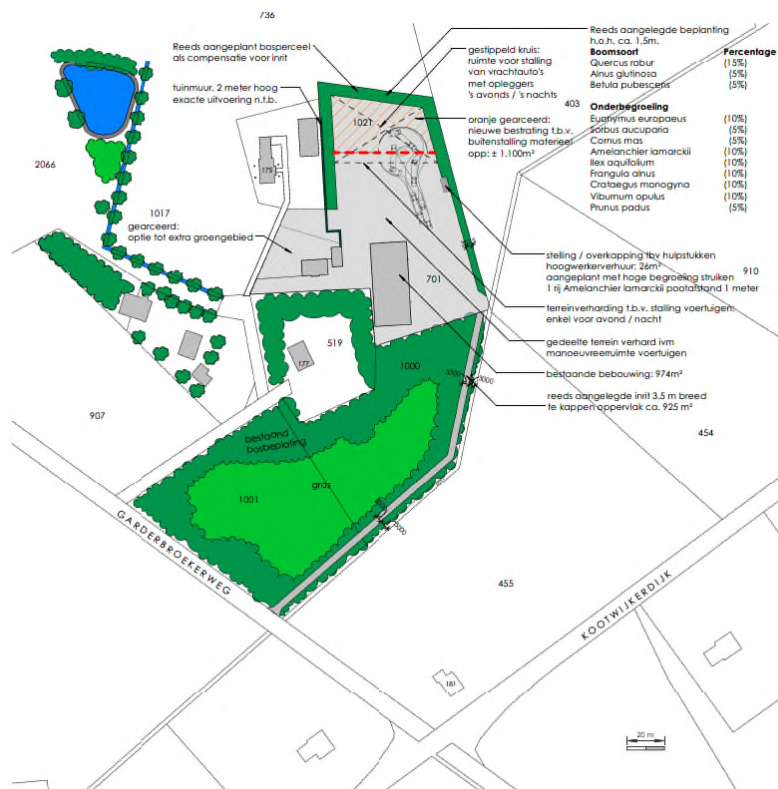 736
Reeds aangeplant bosperceel
als compensatie voor inrit
tuinmuur, 2 meter hoog
exacte uitvoering n.t.b.
gestippeld kruis:
ruimte voor stalling
van vrachtauto's
met opleggers
's avonds / 's nachts
Reeds aangelegde beplanting
h.o.h. ca. 1,5m.
Boomsoort Percentage
Quercus robur (15%)
Alnus glutinosa (5%)
Betula pubescens (5%)
403
Onderbegroeiing
Euonymus europaeus (10%)
Sorbus aucuparia (5%)
Cornus mas (5%)
Amelanchier lamarckii (10%)
Ilex aquifolium (10%)
Frangula alnus (10%)
Crataegus monogyna (10%)
Viburnum opulus (10%)
Prunus padus (5%)
oranje gearceerd:
nieuwe bestrating t.b.v.
buitenstalling materieel
opp: ± 1.100m²
1021
175
2066
1017
gearceerd:
optie tot extra groengebied
stelling / overkapping tbv hulpstukken
hoogwerkerverhuur: 26m²
aangeplant met hoge begroeiing struiken
1 rij Amelanchier lamarckii pootafstand 1 meter
910
701
terreinverharding t.b.v. stalling voertuigen:
enkel voor avond / nacht
519
177
gedeelte terrein verhard ivm
manoeuvreerruimte voertuigen
1000
3500
3000
bestaande bebouwing: 974m²
reeds aangelegde inrit 3.5 m breed
te kappen oppervlak ca. 925 m²
907
454
bestaand
bosbeplating
gras
1001
3000
GARDERBROEKERWEG
455
KOOTWIJKERDIJK
181
20 m